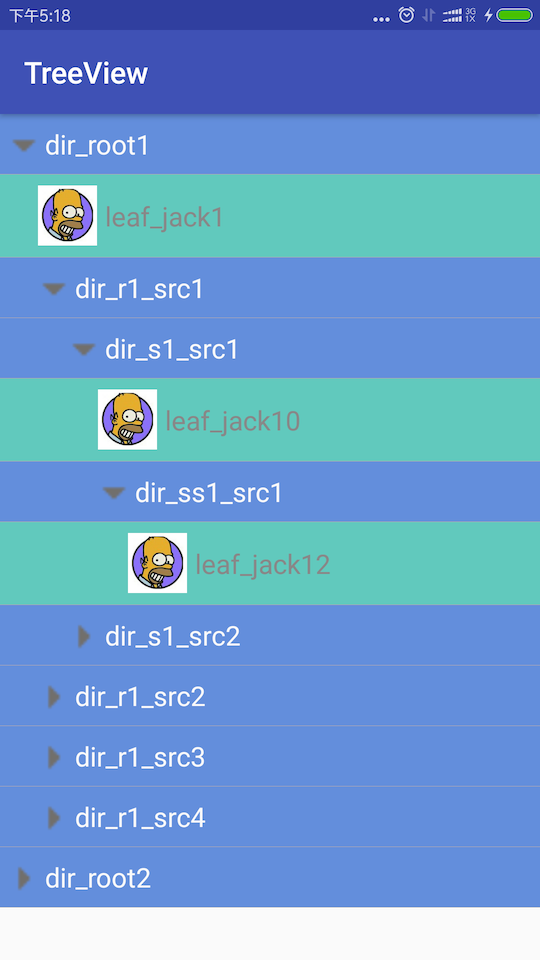 下午5:18
3G
1X
TreeView
dir_root1
leaf_jack1
dir_r1_src1
dir_s1_src1
leaf_jack10
dir_ss1_src1
leaf_jack12
dir_s1_src2
dir_r1_src2
dir_r1_src3
dir_r1_src4
dir_root2